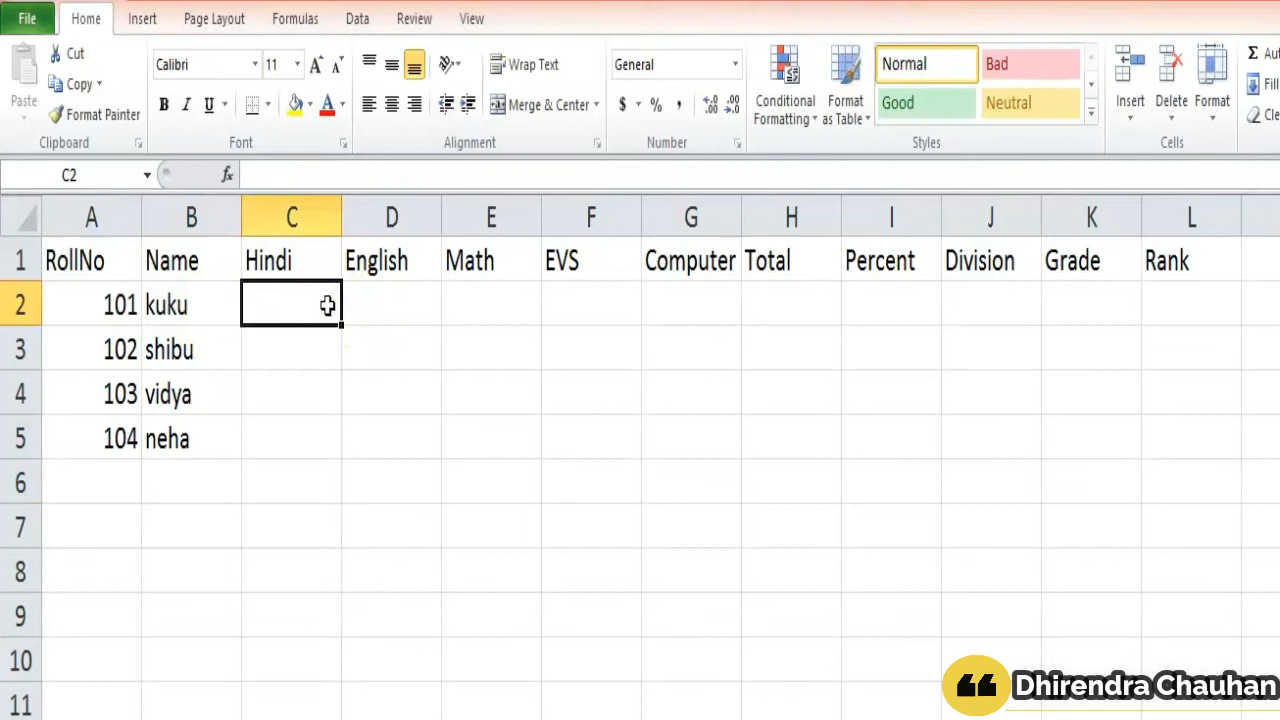 File Home Insert Page Layout Formulas Data Review View
Cut
Copy
Format Painter
Paste
Clipboard
Calibri 11 A A
B I U A
Font
Wrap Text
Merge & Center
Alignment
General
$ % ,
Number
Conditional Formatting
Format as Table
Normal Bad
Good Neutral
Styles
Insert Delete Format
Cells
Σ
C2 fx
A B C D E F G H I J K L
1 RollNo Name Hindi English Math EVS Computer Total Percent Division Grade Rank
2 101 kuku
3 102 shibu
4 103 vidya
5 104 neha
6
7
8
9
10
11
Dhirendra Chauhan